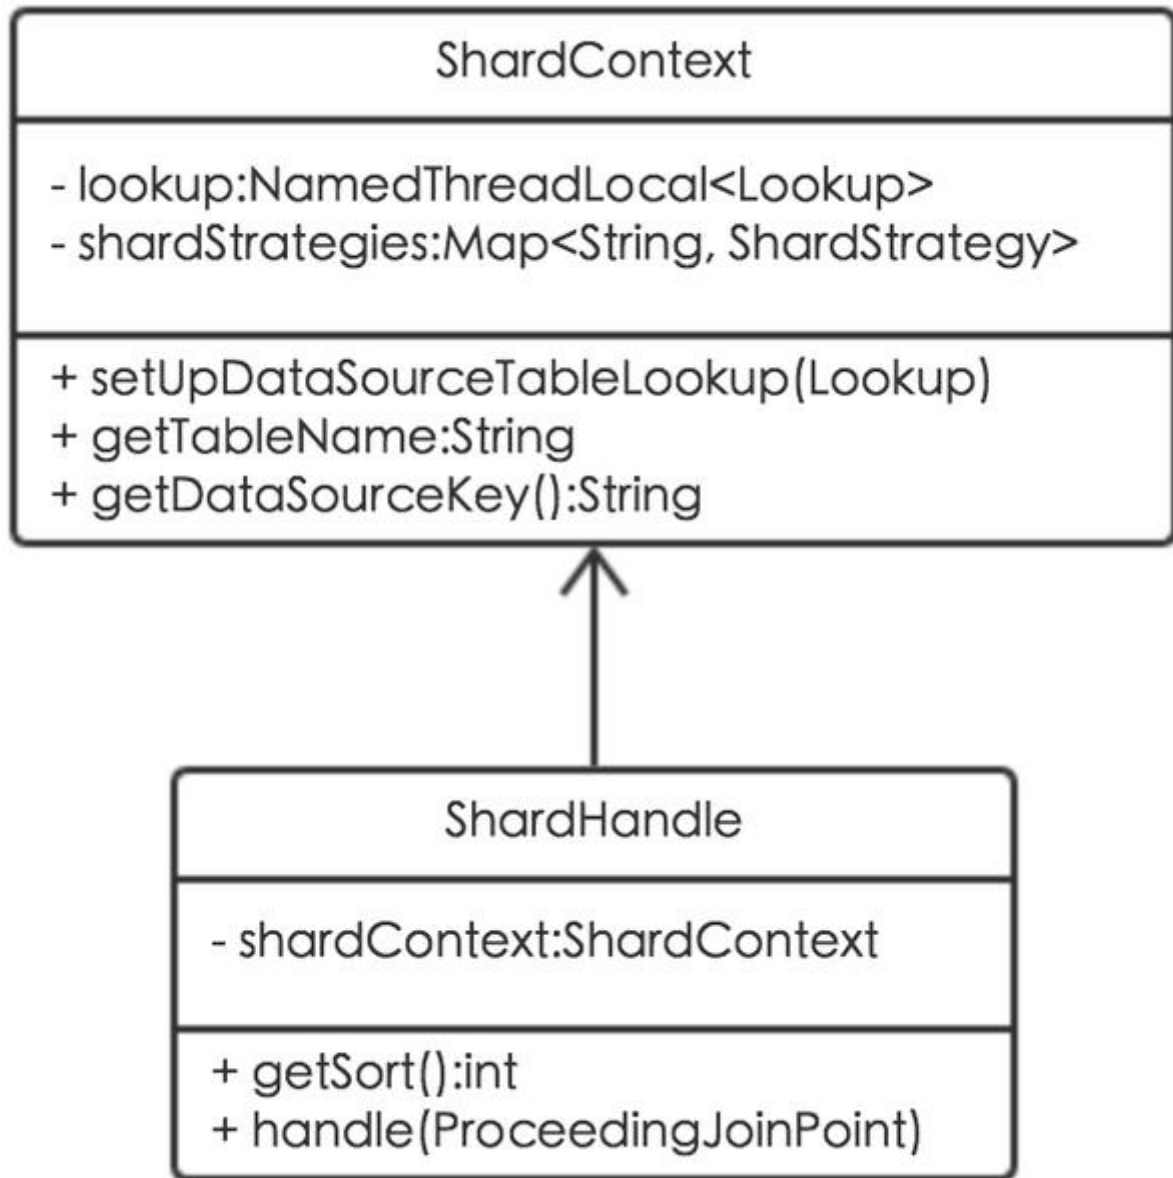 ShardContext
- lookup:NamedThreadLocal<Lookup>
- shardStrategies:Map<String, ShardStrategy>
+ setUpDataSourceTableLookup(Lookup)
+ getTableName:String
+ getDataSourceKey():String
ShardHandle
- shardContext:ShardContext
+ getSort():int
+ handle(ProceedingJoinPoint)